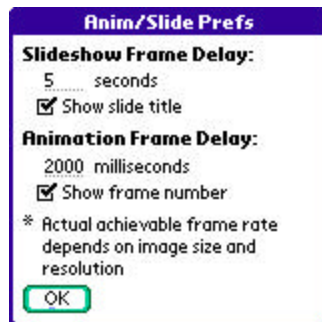 Anim/Slide Prefs
Slideshow Frame Delay:
5 seconds
Show slide title
Animation Frame Delay:
2000 milliseconds
Show frame number
* Actual achievable frame rate
depends on image size and
resolution
OK